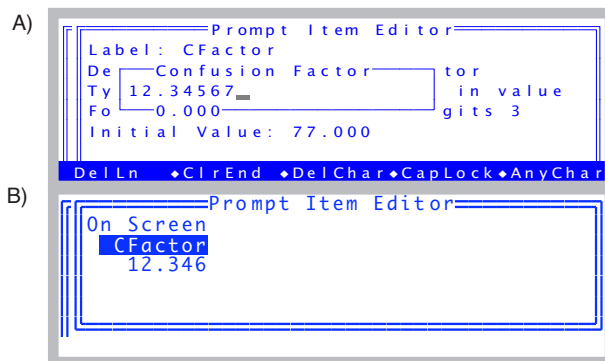 A)
Prompt Item Editor
Label: CFactor
De Confusion Factor tor
Ty 12.34567_ in value
Fo 0.000 gits 3
Initial Value: 77.000
DelLn ◆ClrEnd ◆DelChar◆CapLock◆AnyChar
B)
Prompt Item Editor
On Screen
CFactor
12.346